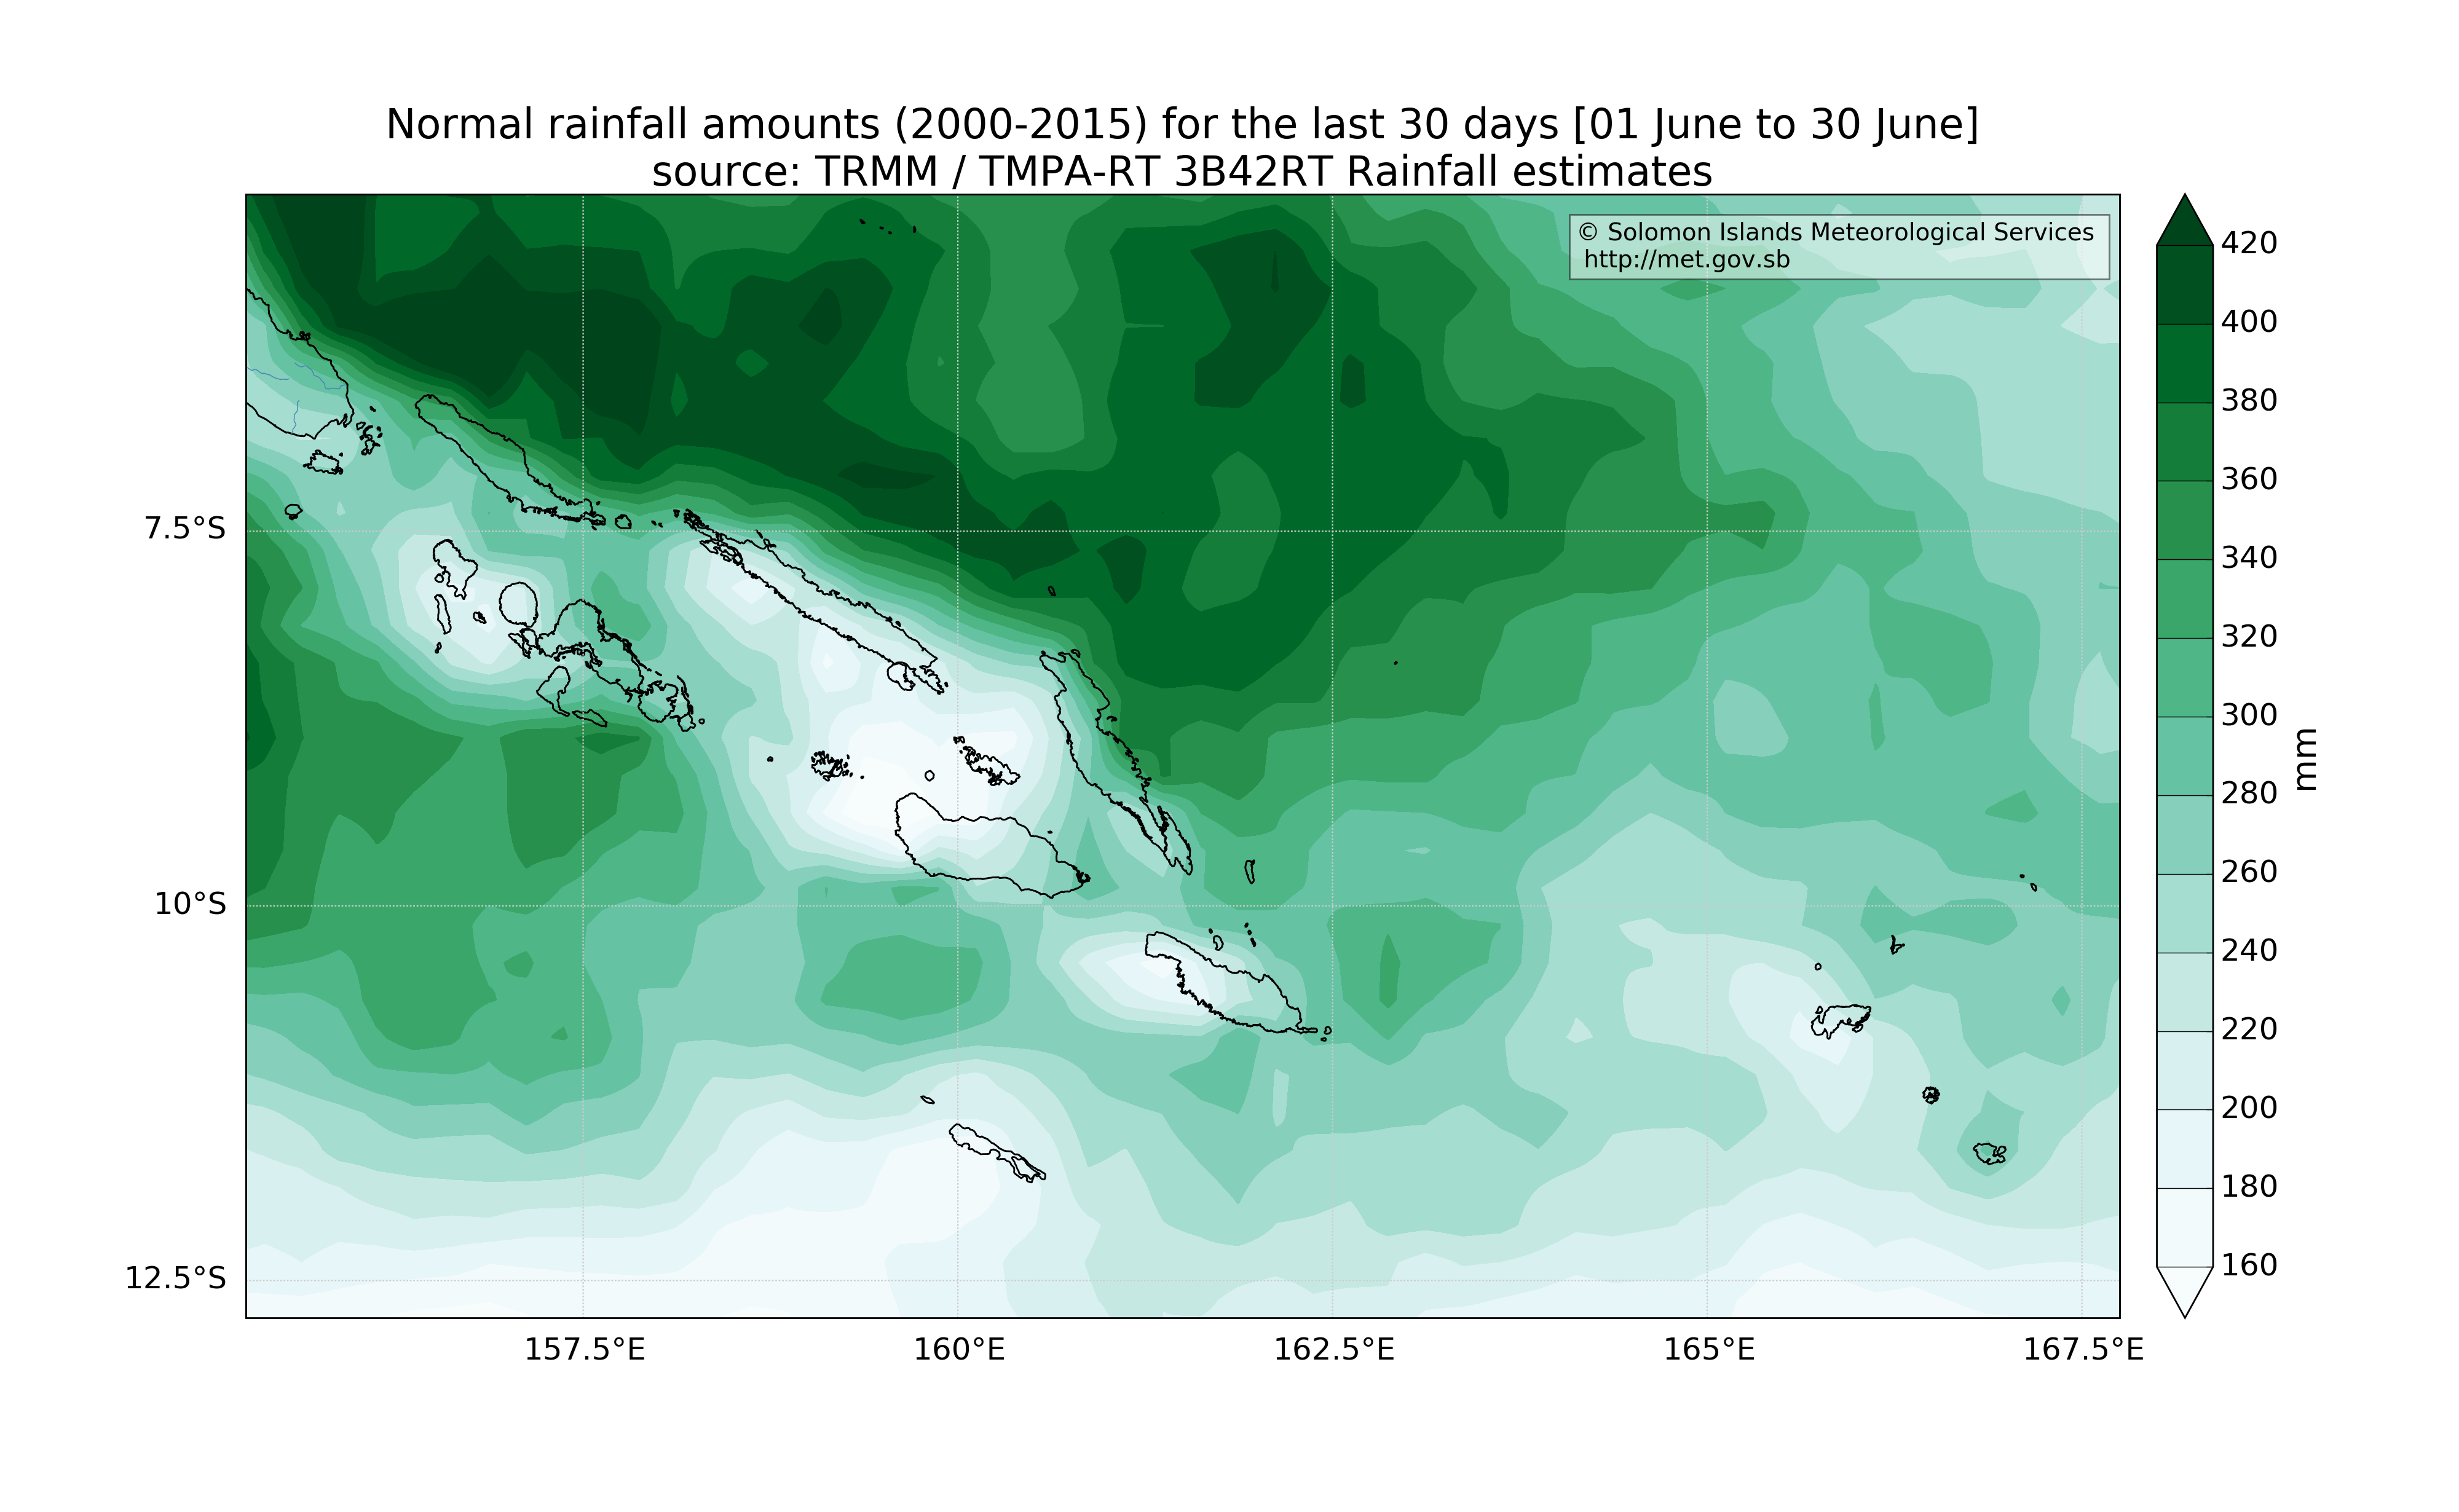 Normal rainfall amounts (2000-2015) for the last 30 days [01 June to 30 June]
source: TRMM / TMPA-RT 3B42RT Rainfall estimates
© Solomon Islands Meteorological Services
http://met.gov.sb
7.5°S
10°S
12.5°S
157.5°E
160°E
162.5°E
165°E
167.5°E
420
400
380
360
340
320
300
280
260
240
220
200
180
160
mm